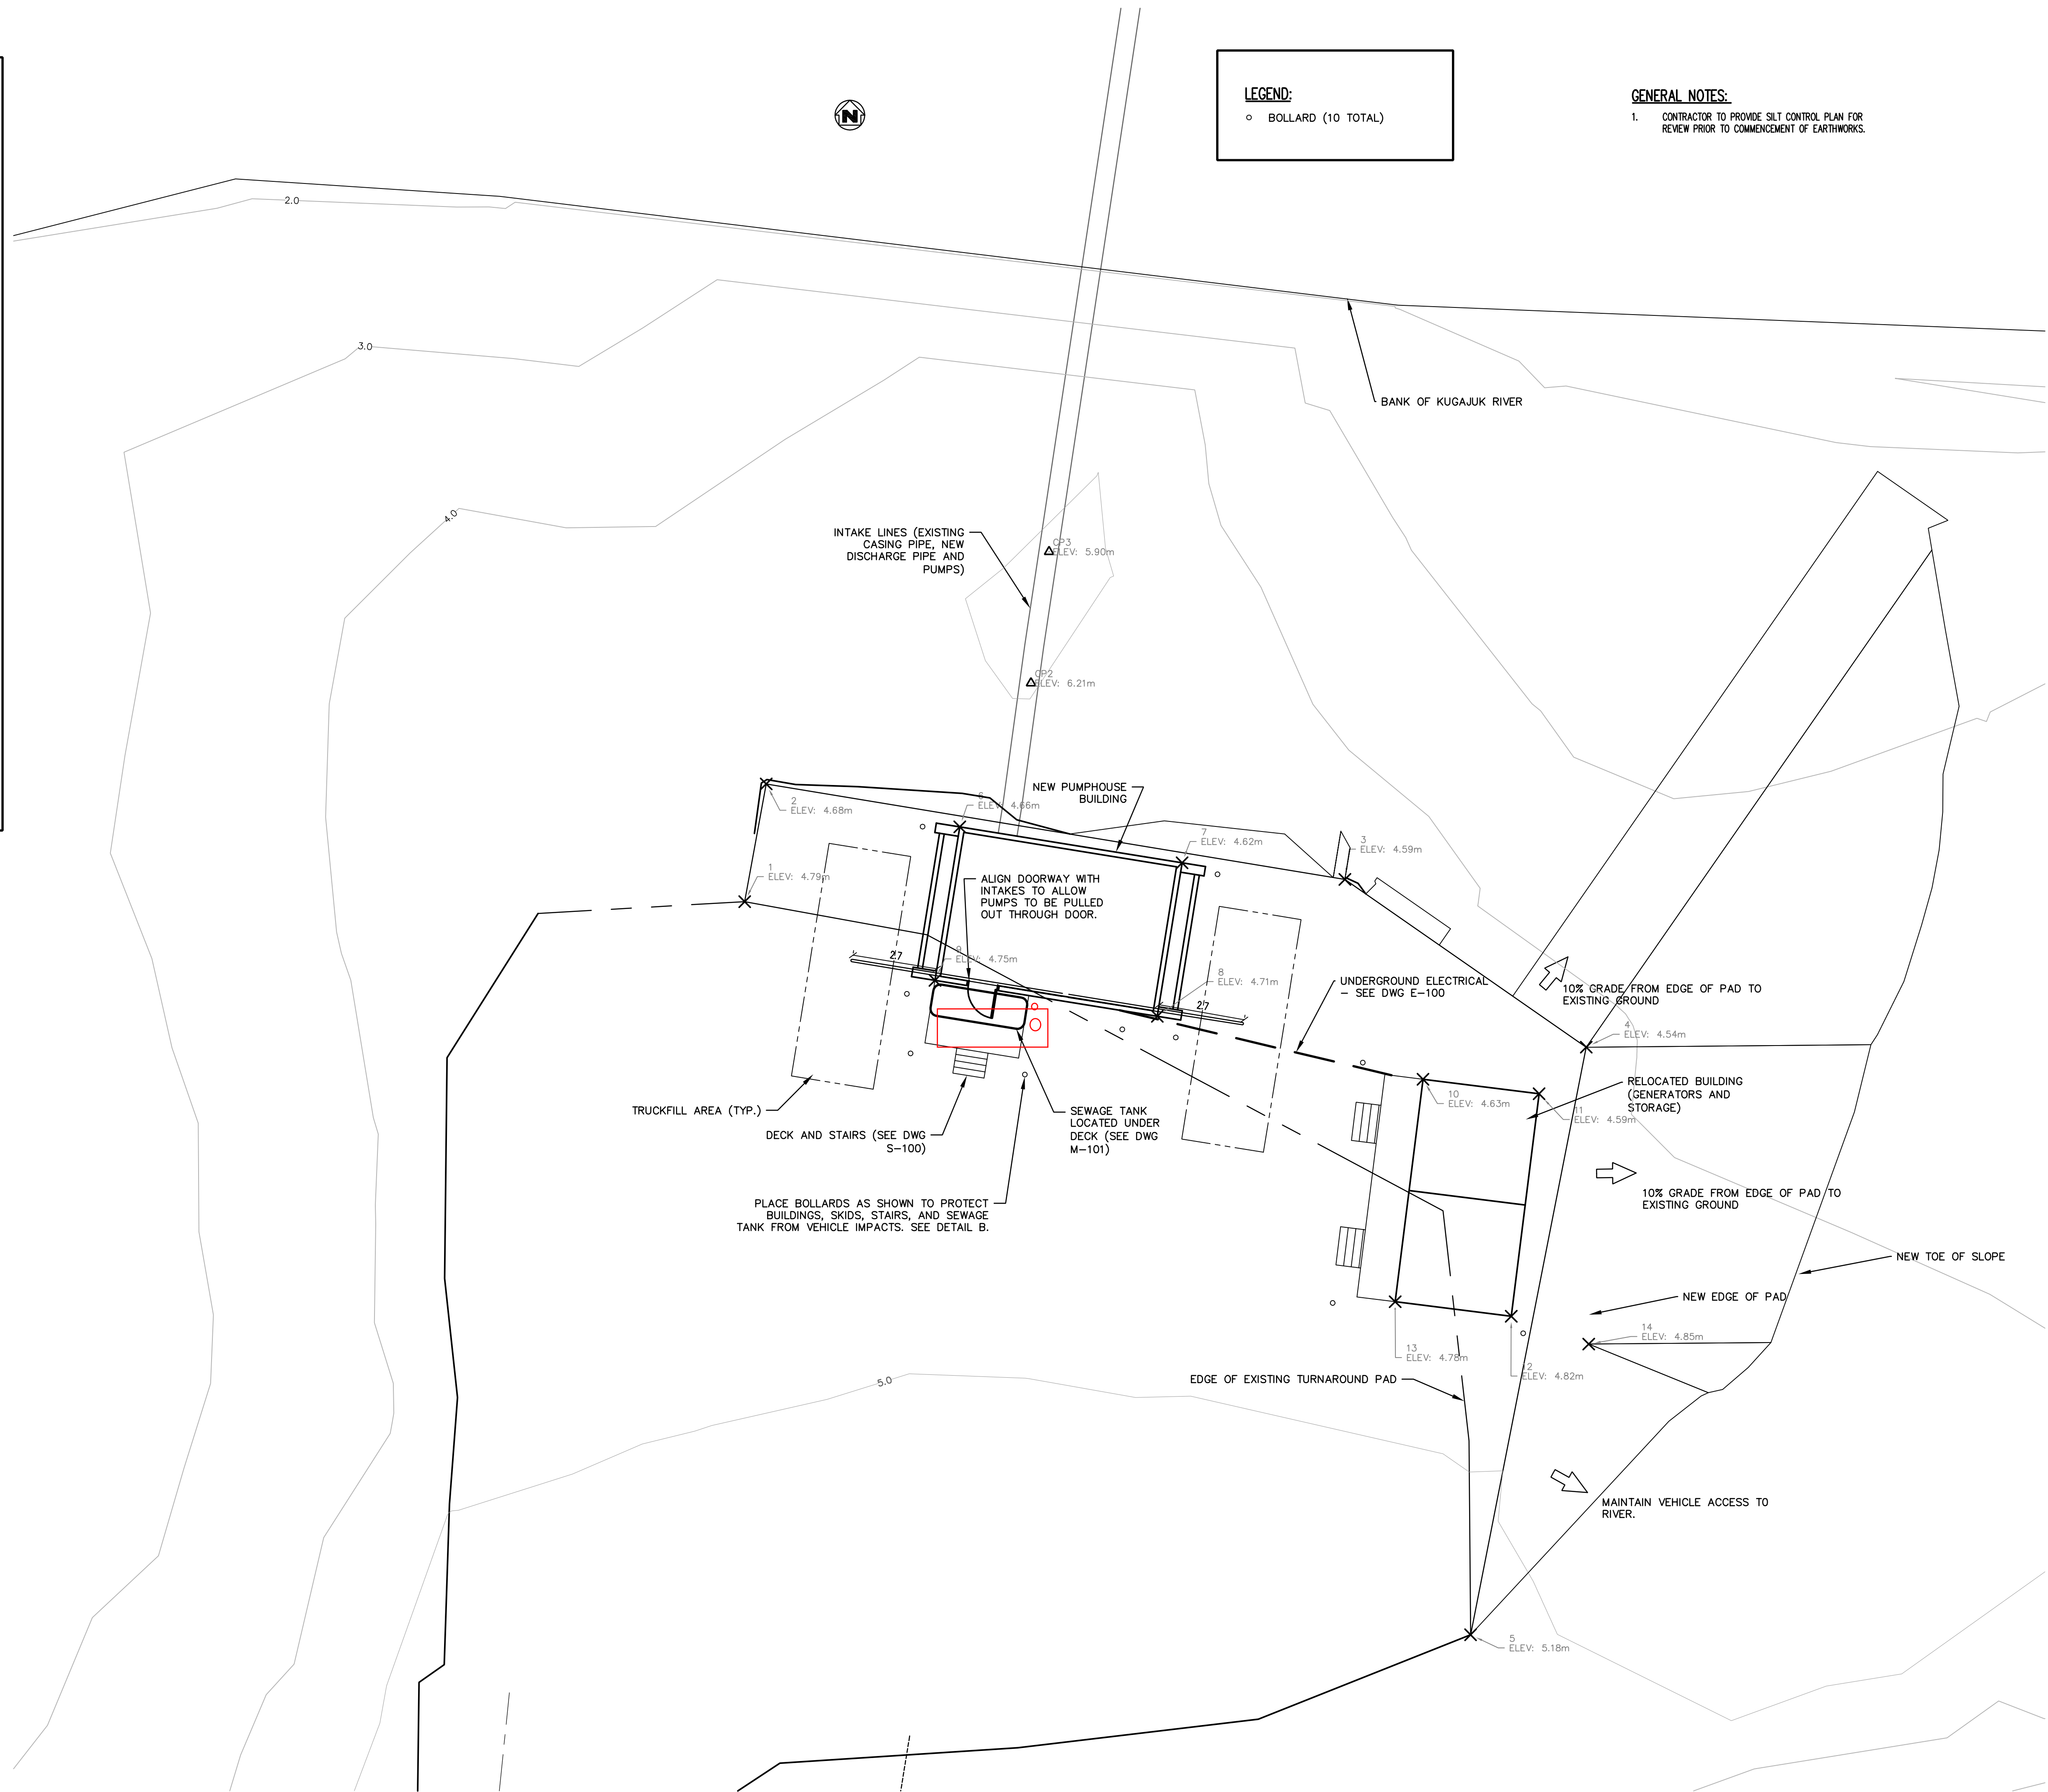 LEGEND:
BOLLARD (10 TOTAL)
GENERAL NOTES:
1. CONTRACTOR TO PROVIDE SILT CONTROL PLAN FOR
REVIEW PRIOR TO COMMENCEMENT OF EARTHWORKS.
N
2.0
3.0
BANK OF KUGAJUK RIVER
4.0
INTAKE LINES (EXISTING
CASING PIPE, NEW
DISCHARGE PIPE AND
PUMPS)
CP3
ELEV: 5.90m
CP2
ELEV: 6.21m
NEW PUMPHOUSE
BUILDING
2
ELEV: 4.68m
6
ELEV: 4.66m
7
ELEV: 4.62m
3
ELEV: 4.59m
1
ELEV: 4.79m
ALIGN DOORWAY WITH
INTAKES TO ALLOW
PUMPS TO BE PULLED
OUT THROUGH DOOR.
2.7
9
ELEV: 4.75m
8
ELEV: 4.71m
2.7
UNDERGROUND ELECTRICAL
- SEE DWG E-100
10% GRADE FROM EDGE OF PAD TO
EXISTING GROUND
4
ELEV: 4.54m
TRUCKFILL AREA (TYP.)
DECK AND STAIRS (SEE DWG
S-100)
SEWAGE TANK
LOCATED UNDER
DECK (SEE DWG
M-101)
10
ELEV: 4.63m
11
ELEV: 4.59m
RELOCATED BUILDING
(GENERATORS AND
STORAGE)
PLACE BOLLARDS AS SHOWN TO PROTECT
BUILDINGS, SKIDS, STAIRS, AND SEWAGE
TANK FROM VEHICLE IMPACTS. SEE DETAIL B.
10% GRADE FROM EDGE OF PAD TO
EXISTING GROUND
NEW TOE OF SLOPE
NEW EDGE OF PAD
14
ELEV: 4.85m
13
ELEV: 4.78m
12
ELEV: 4.82m
EDGE OF EXISTING TURNAROUND PAD
5.0
MAINTAIN VEHICLE ACCESS TO
RIVER.
5
ELEV: 5.18m